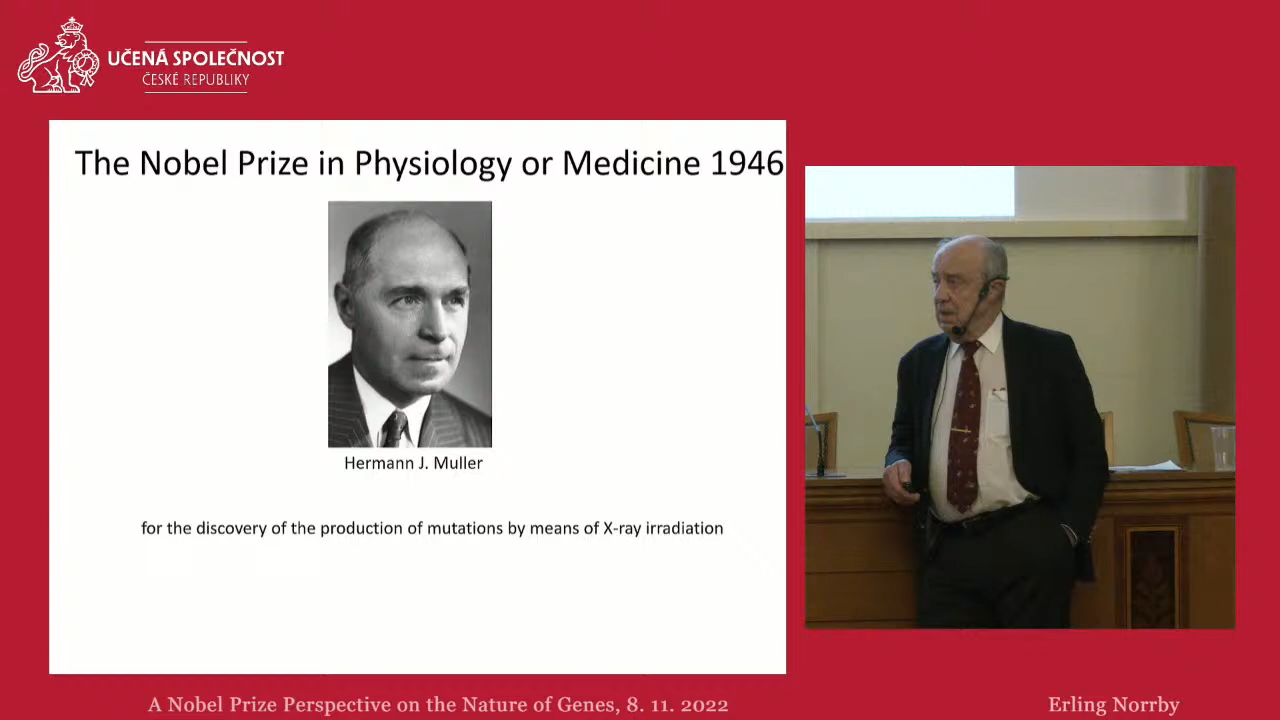 UČENÁ SPOLEČNOST
ČESKÉ REPUBLIKY
The Nobel Prize in Physiology or Medicine 1946
Hermann J. Muller
for the discovery of the production of mutations by means of X-ray irradiation
A Nobel Prize Perspective on the Nature of Genes, 8. 11. 2022
Erling Norrby